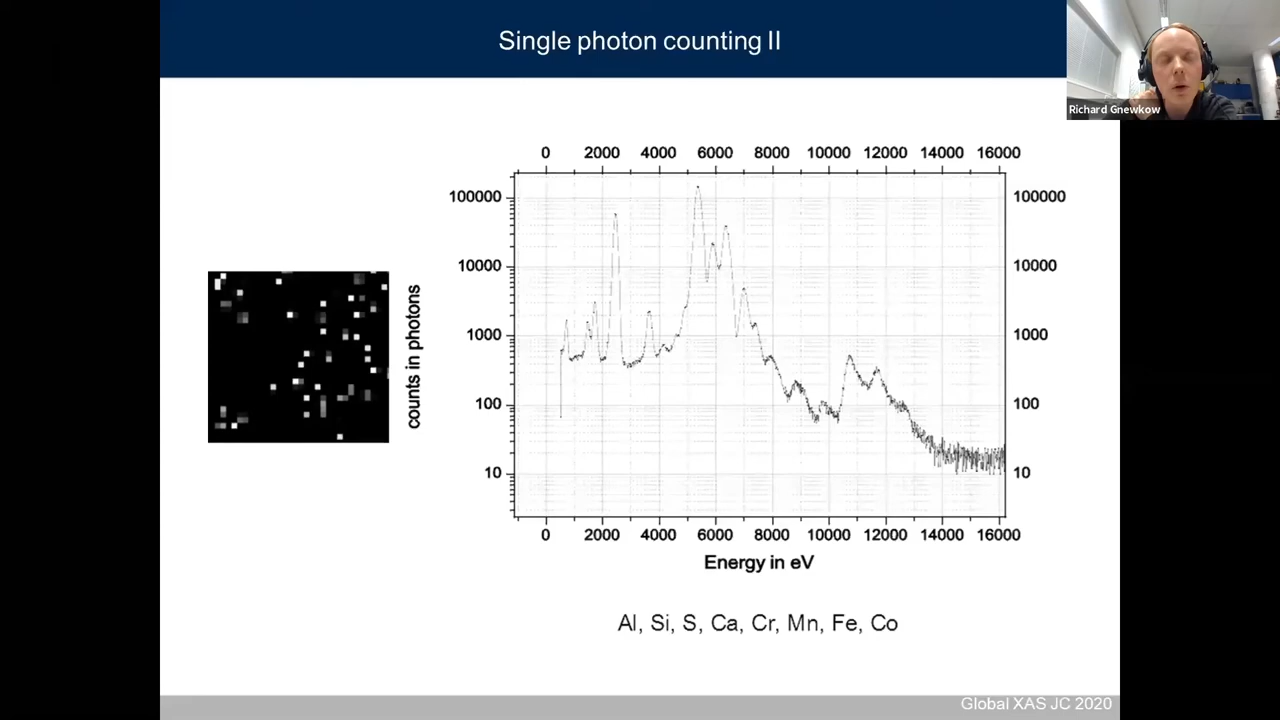 Single photon counting II
Richard Gnewkow
0 2000 4000 6000 8000 10000 12000 14000 16000
100000 100000
10000 10000
1000 1000
100 100
10 10
counts in photons
0 2000 4000 6000 8000 10000 12000 14000 16000
Energy in eV
Al, Si, S, Ca, Cr, Mn, Fe, Co
Global XAS JC 2020